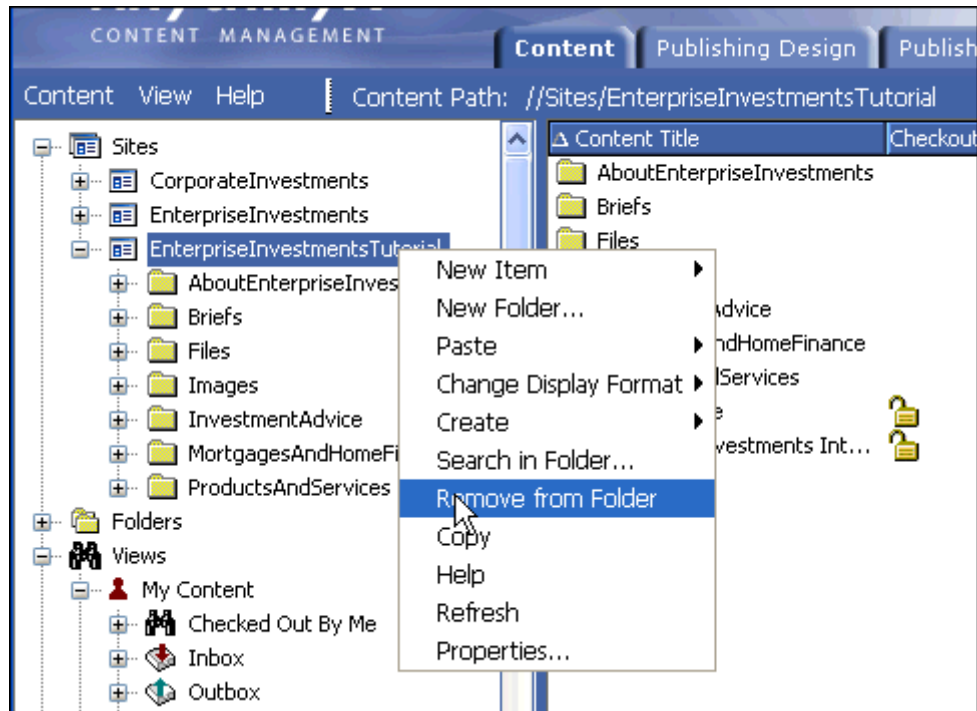 CONTENT MANAGEMENT
Content Publishing Design Publish
Content View Help Content Path: //Sites/EnterpriseInvestmentsTutorial
Sites
CorporateInvestments
EnterpriseInvestments
EnterpriseInvestmentsTutorial
AboutEnterpriseInves
Briefs
Files
Images
InvestmentAdvice
MortgagesAndHomeFi
ProductsAndServices
Folders
Views
My Content
Checked Out By Me
Inbox
Outbox
Content Title Checkout
AboutEnterpriseInvestments
Briefs
Files
Advice
ndHomeFinance
Services
e
vestments Int...
New Item
New Folder...
Paste
Change Display Format
Create
Search in Folder...
Remove from Folder
Copy
Help
Refresh
Properties...